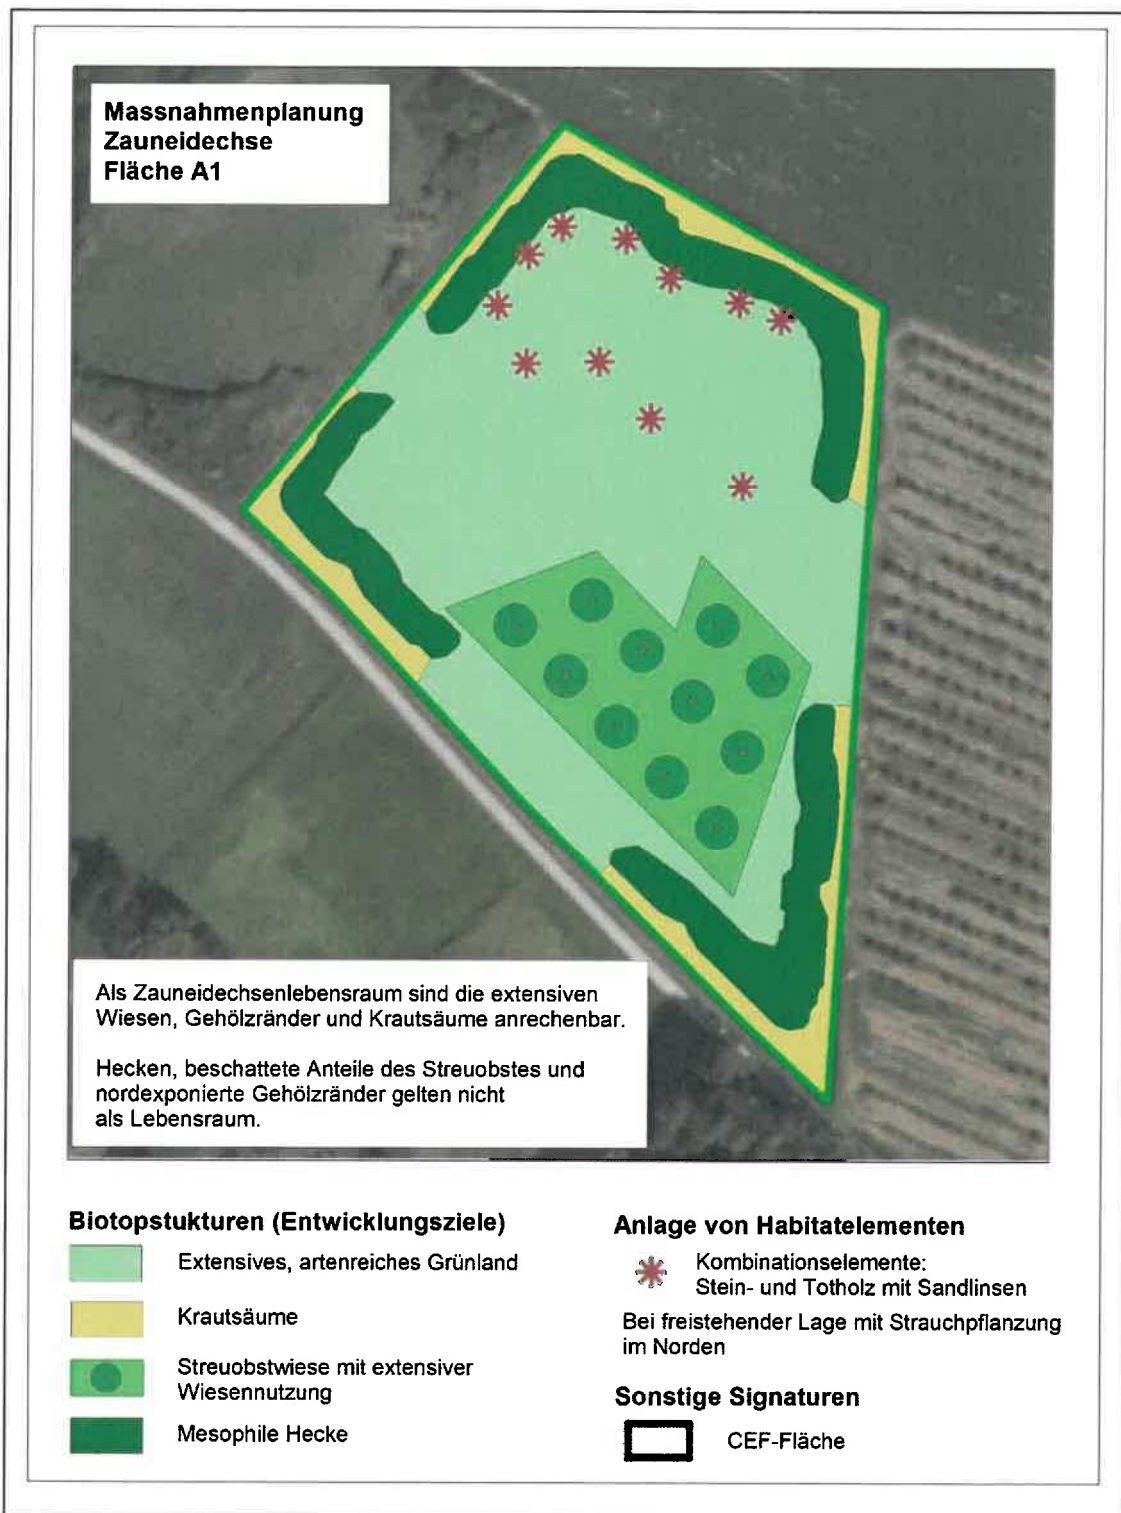 Massnahmenplanung
Zauneidechse
Fläche A1
Als Zauneidechsenlebensraum sind die extensiven
Wiesen, Gehölzränder und Krautsäume anrechenbar.
Hecken, beschattete Anteile des Streuobstes und
nordexponierte Gehölzränder gelten nicht
als Lebensraum.
Biotopstukturen (Entwicklungsziele)
Extensives, artenreiches Grünland
Krautsäume
Streuobstwiese mit extensiver
Wiesennutzung
Mesophile Hecke
Anlage von Habitatelementen
Kombinationselemente:
Stein- und Totholz mit Sandlinsen
Bei freistehender Lage mit Strauchpflanzung
im Norden
Sonstige Signaturen
CEF-Fläche